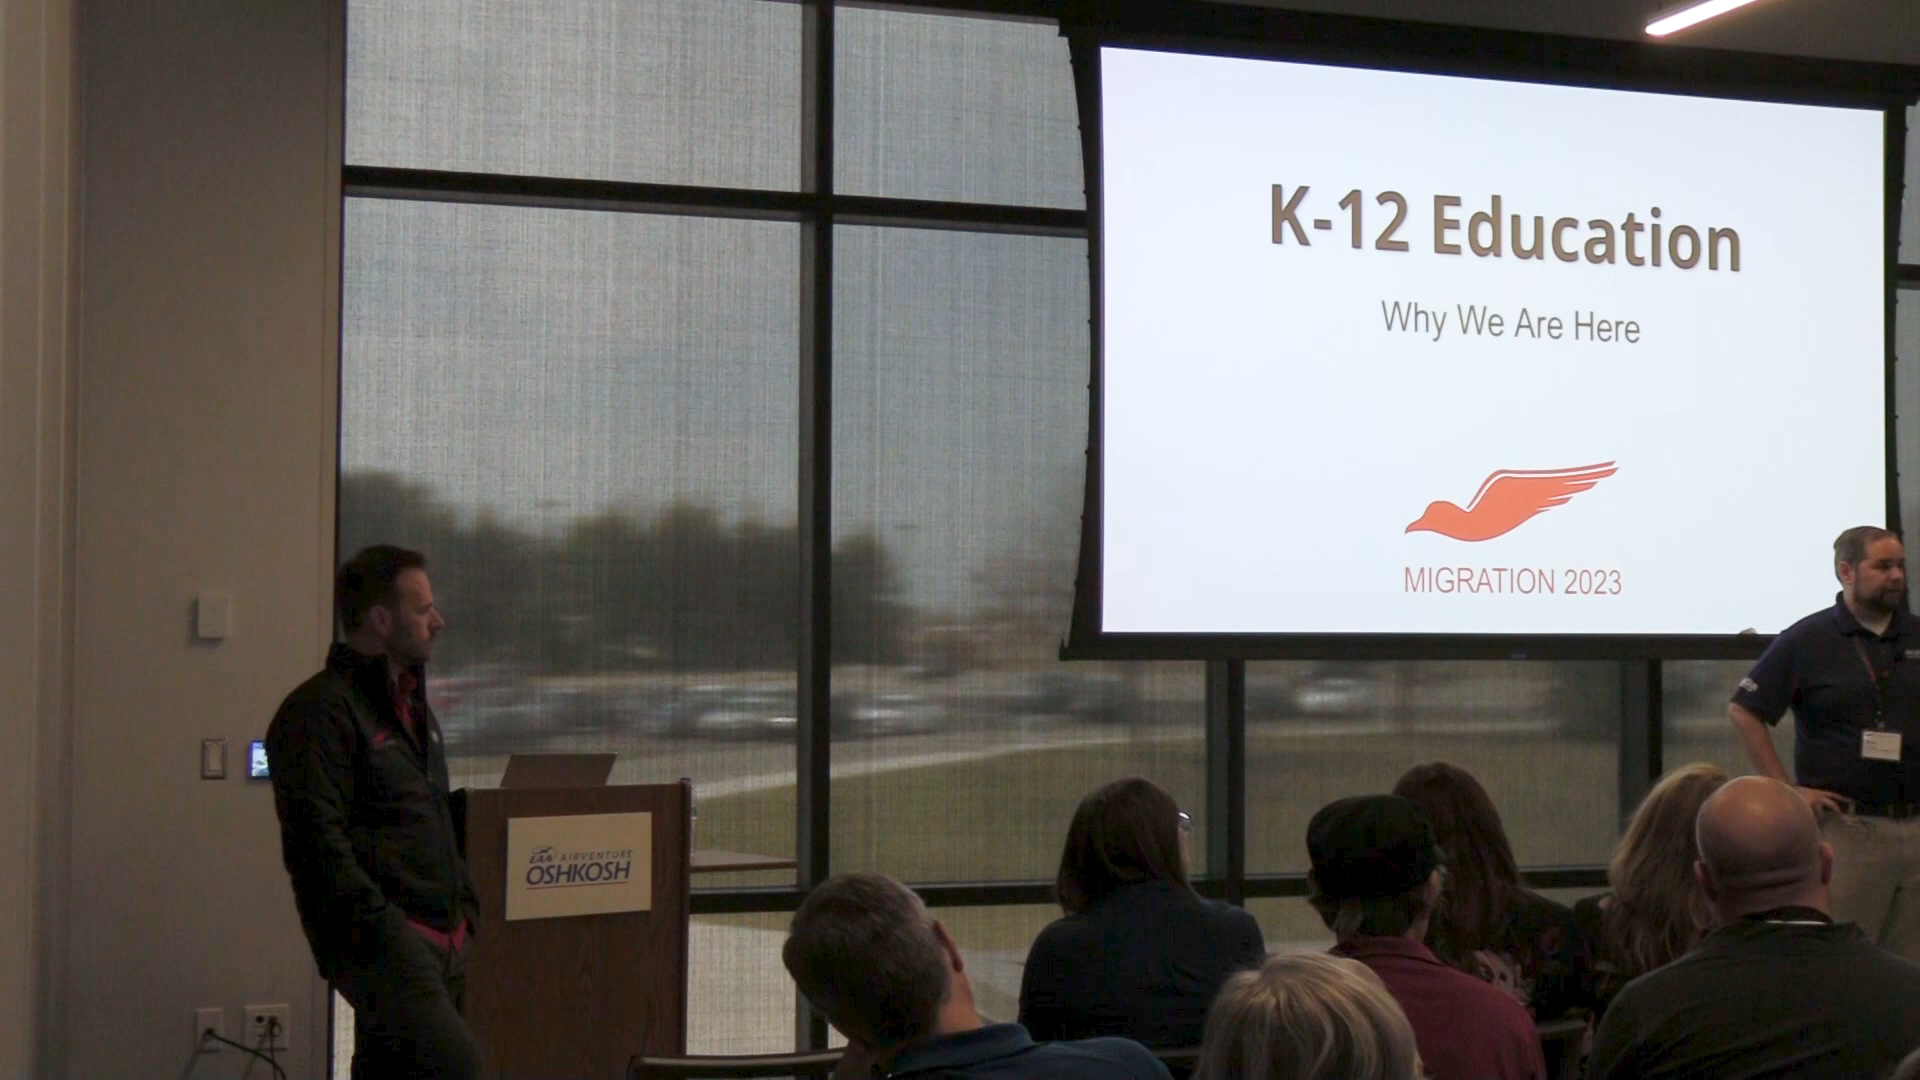 K-12 Education
Why We Are Here
MIGRATION 2023
EAA AIRVENTURE
OSHKOSH